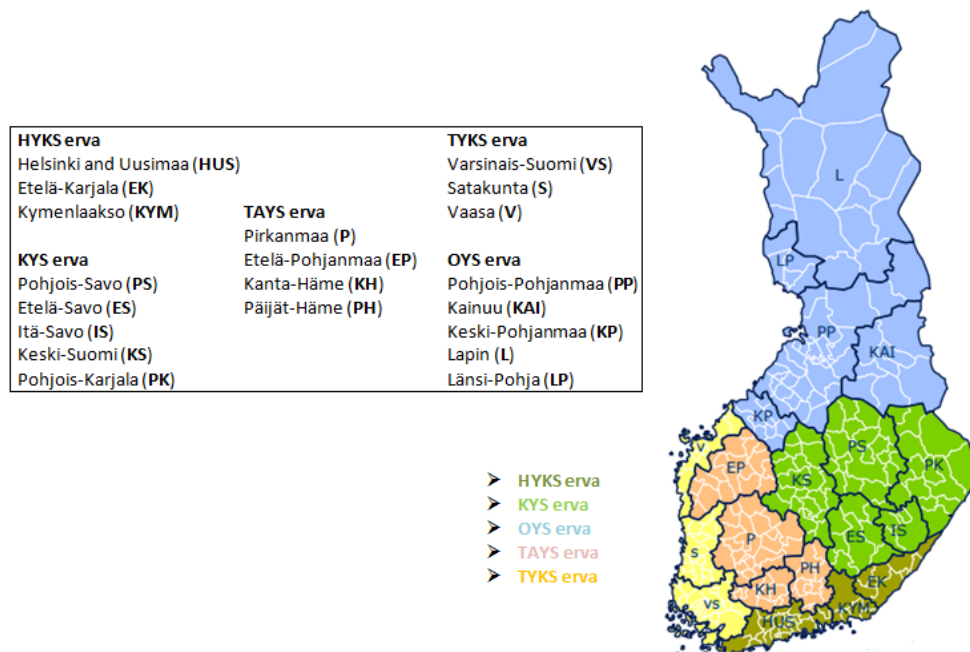 HYKS erva
Helsinki and Uusimaa (HUS)
Etelä-Karjala (EK)
Kymenlaakso (KYM)
KYS erva
Pohjois-Savo (PS)
Etelä-Savo (ES)
Itä-Savo (IS)
Keski-Suomi (KS)
Pohjois-Karjala (PK)
TAYS erva
Pirkanmaa (P)
Etelä-Pohjanmaa (EP)
Kanta-Häme (KH)
Päijät-Häme (PH)
TYKS erva
Varsinais-Suomi (VS)
Satakunta (S)
Vaasa (V)
OYS erva
Pohjois-Pohjanmaa (PP)
Kainuu (KAI)
Keski-Pohjanmaa (KP)
Lapin (L)
Länsi-Pohja (LP)
HYKS erva
KYS erva
OYS erva
TAYS erva
TYKS erva
L
LP
PP
KAI
KP
V
EP
KS
PS
PK
S
P
ES
IS
PH
KH
EK
VS
HUS
KYM